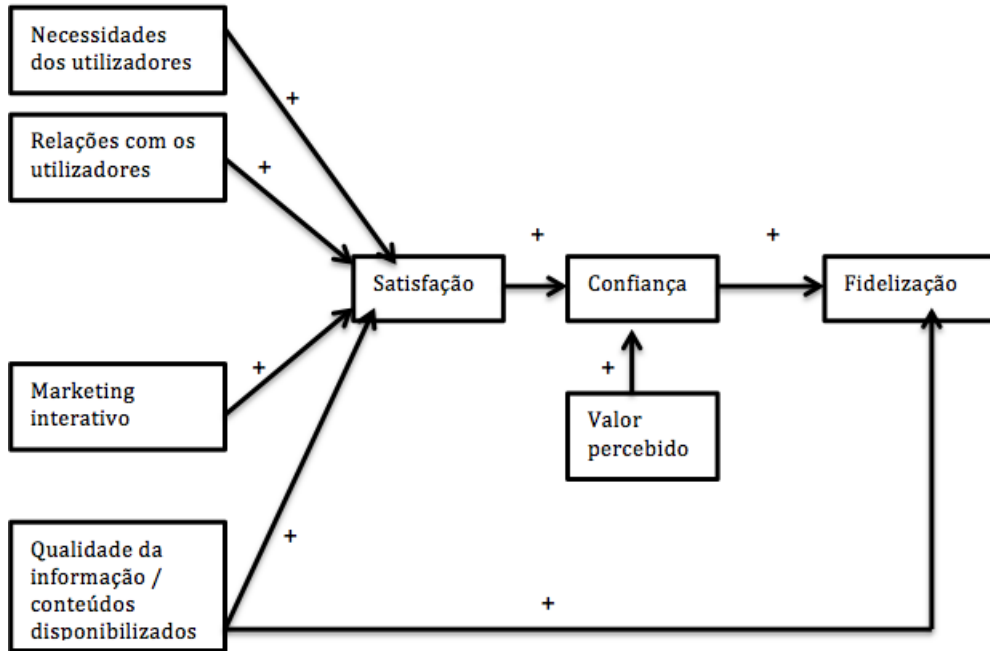 Necessidades
dos utilizadores
+
Relações com os
utilizadores
+
+
+
Satisfação
Confiança
Fidelização
+
+
Marketing
interativo
Valor
percebido
+
Qualidade da
informação /
conteúdos
disponibilizados
+